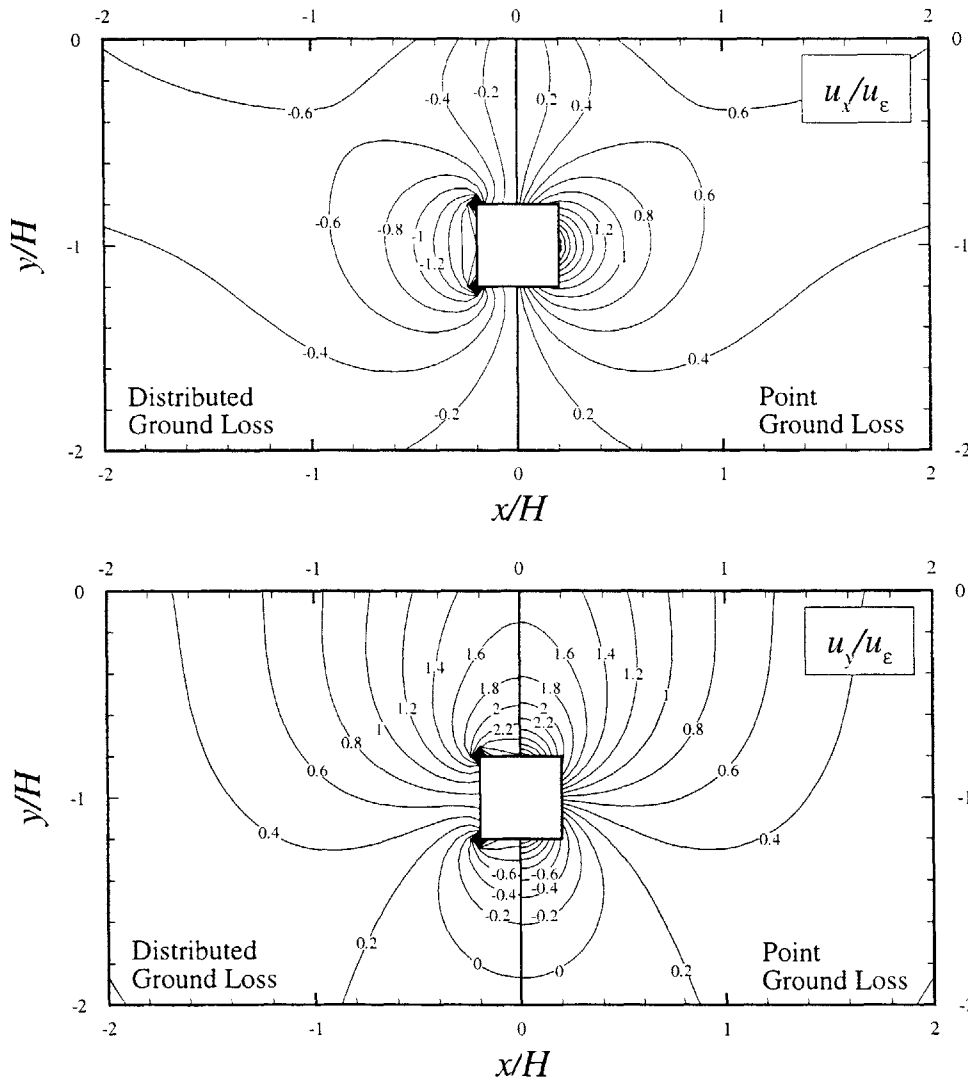 -2 -1 0 1 2
0 0
u_x/u_ε
-0.4 -0.2 0.2 0.4
-0.6 0.6
-0.6 -0.8 -1 1.2 0.8 0.6
y/H -1 -1
-1.2 1
-0.4 0.4
Distributed Point
Ground Loss Ground Loss
-0.2 0.2
-2 -2
-2 -1 0 1 2
x/H
-2 -1 0 1 2
0 0
u_y/u_ε
1.4 1.6 1.6 1.4
1.2 1.8 1.8 1.2
1 2 2 1
0.8 2.2 2.2 0.8
0.6 0.6
y/H -1 -1
0.4 0.4
-0.6 -0.6
-0.4 -0.4
-0.2 -0.2
0.2 0 0 0.2
Distributed Point
Ground Loss Ground Loss
-2 -2
-2 -1 0 1 2
x/H